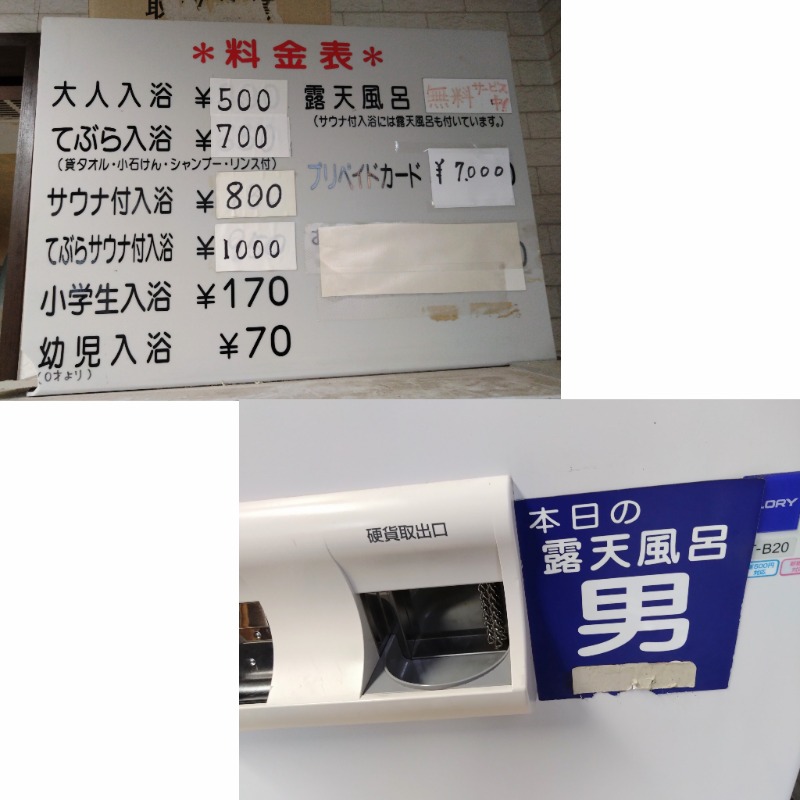 *料金表*
大人入浴 ¥500
てぶら入浴 ¥700
(貸タオル・小石けん・シャンプー・リンス付)
サウナ付入浴 ¥800
てぶらサウナ付入浴 ¥1000
小学生入浴 ¥170
幼児入浴 ¥70
(0才より)
露天風呂 無料 サービス中!
(サウナ付入浴には露天風呂も付いています。)
プリペイドカード ¥7.000
硬貨取出口
本日の
露天風呂
男
LORY
-B20
対応